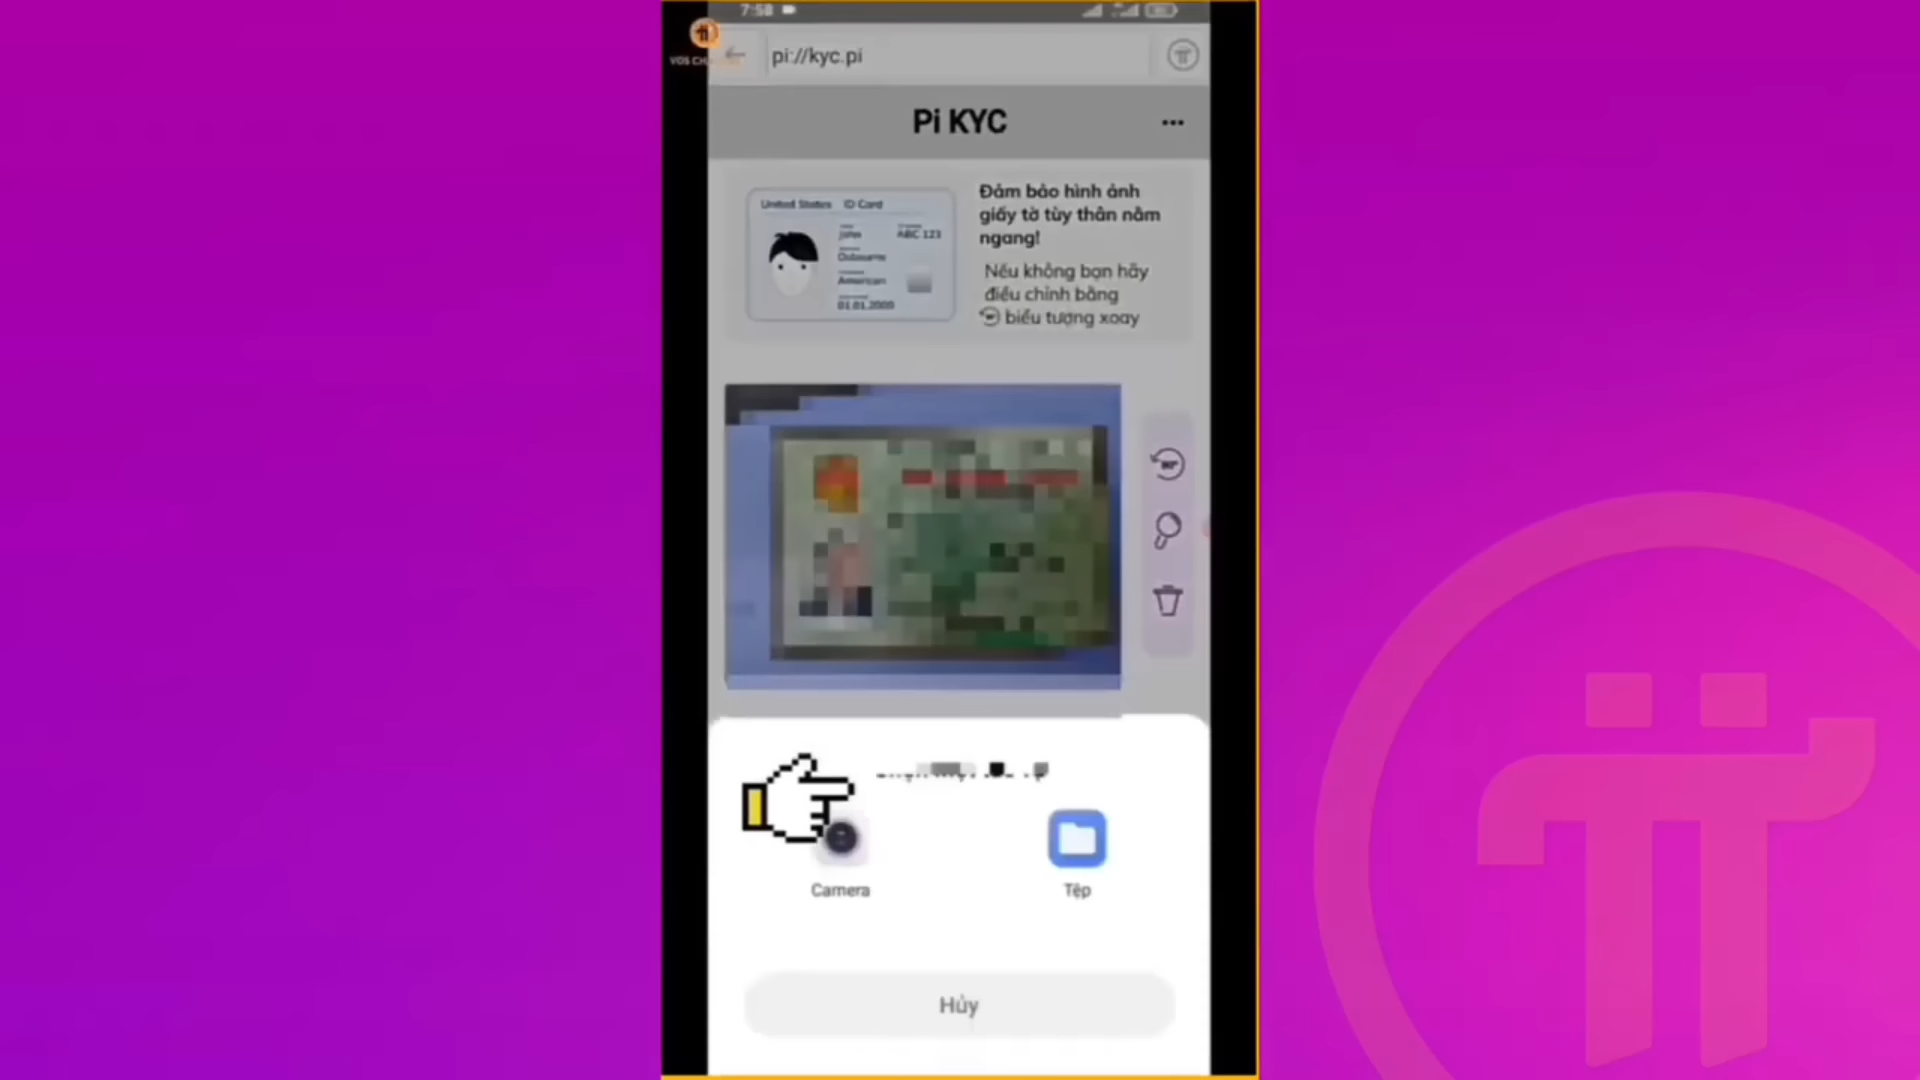 7:58
pi://kyc.pi
Pi KYC
United States ID Card
John ABC 123
Osbourne
American
01.01.2000
Đảm bảo hình ảnh
giấy tờ tùy thân nằm
ngang!
Nếu không bạn hãy
điều chỉnh bằng
biểu tượng xoay
Camera
Tệp
Hủy